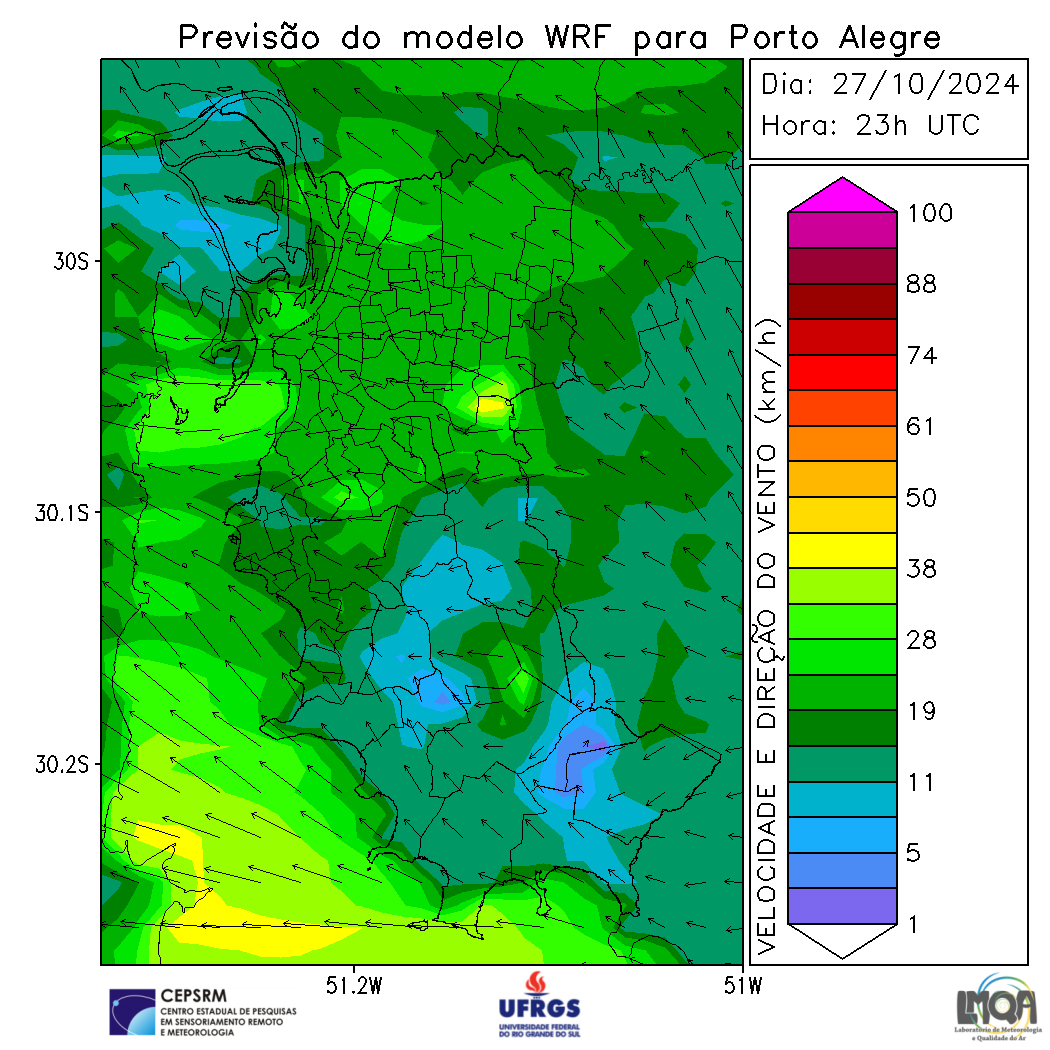 Previsão do modelo WRF para Porto Alegre
Dia: 27/10/2024
Hora: 23h UTC
30S
30.1S
30.2S
51.2W
51W
VELOCIDADE E DIREÇÃO DO VENTO (km/h)
100
88
74
61
50
38
28
19
11
5
1
CEPSRM
CENTRO ESTADUAL DE PESQUISAS
EM SENSORIAMENTO REMOTO
E METEOROLOGIA
UFRGS
UNIVERSIDADE FEDERAL
DO RIO GRANDE DO SUL
LMQA
Laboratório de Meteorologia
e Qualidade do Ar